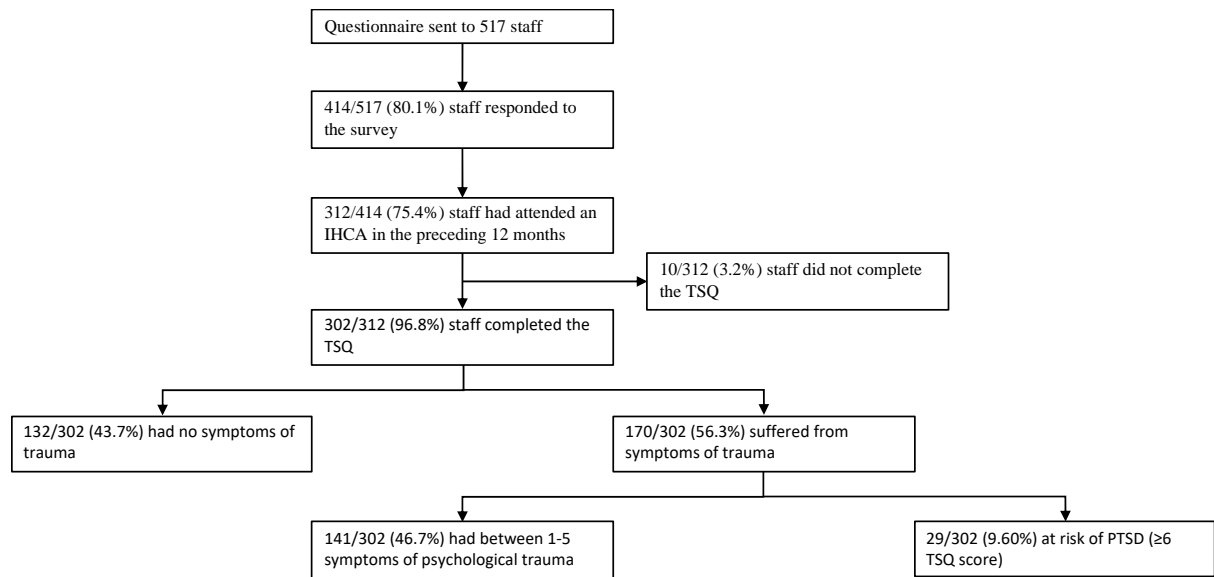 Questionnaire sent to 517 staff
414/517 (80.1%) staff responded to
the survey
312/414 (75.4%) staff had attended an
IHCA in the preceding 12 months
10/312 (3.2%) staff did not complete
the TSQ
302/312 (96.8%) staff completed the
TSQ
132/302 (43.7%) had no symptoms of
trauma
170/302 (56.3%) suffered from
symptoms of trauma
141/302 (46.7%) had between 1-5
symptoms of psychological trauma
29/302 (9.60%) at risk of PTSD (≥6
TSQ score)